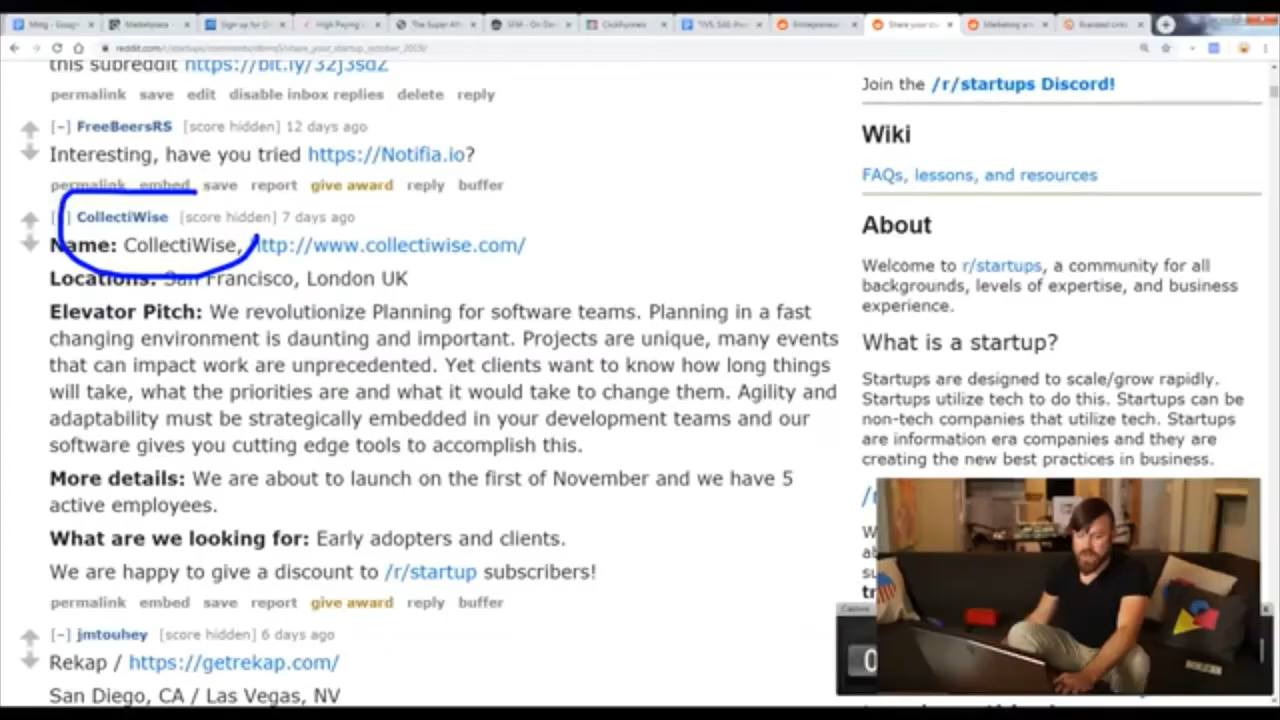 Sign up for
High Paying
ClickFunnels
Entrepreneur
Share your
Marketing
Branded Links
this subreddit https://bit.ly/32J3sdZ
permalink save edit disable inbox replies delete reply
[-] FreeBeersRS [score hidden] 12 days ago
Interesting, have you tried https://Notifia.io?
permalink embed save report give award reply buffer
CollectiWise [score hidden] 7 days ago
Name: CollectiWise, http://www.collectiwise.com/
Locations: San Francisco, London UK
Elevator Pitch: We revolutionize Planning for software teams. Planning in a fast
changing environment is daunting and important. Projects are unique, many events
that can impact work are unprecedented. Yet clients want to know how long things
will take, what the priorities are and what it would take to change them. Agility and
adaptability must be strategically embedded in your development teams and our
software gives you cutting edge tools to accomplish this.
More details: We are about to launch on the first of November and we have 5
active employees.
What are we looking for: Early adopters and clients.
We are happy to give a discount to /r/startup subscribers!
permalink embed save report give award reply buffer
[-] jmtouhey [score hidden] 6 days ago
Rekap / https://getrekap.com/
San Diego, CA / Las Vegas, NV
Join the /r/startups Discord!
Wiki
FAQs, lessons, and resources
About
Welcome to r/startups, a community for all
backgrounds, levels of expertise, and business
experience.
What is a startup?
Startups are designed to scale/grow rapidly.
Startups utilize tech to do this. Startups can be
non-tech companies that utilize tech. Startups
are information era companies and they are
creating the new best practices in business.